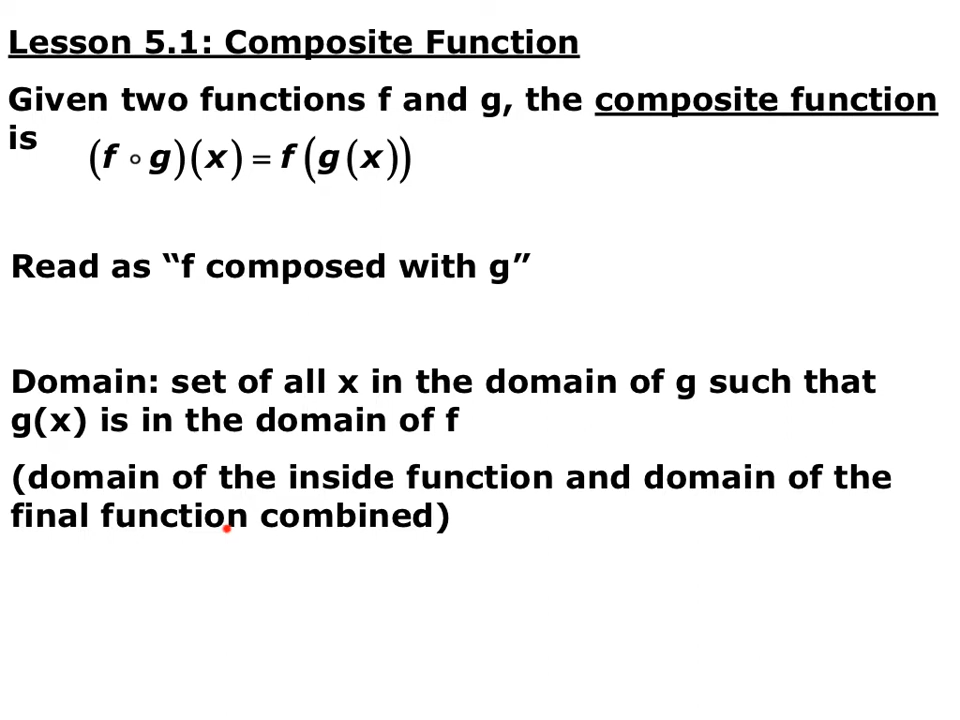 Lesson 5.1: Composite Function
Given two functions f and g, the composite function
is
(f ∘ g)(x) = f(g(x))
Read as “f composed with g”
Domain: set of all x in the domain of g such that
g(x) is in the domain of f
(domain of the inside function and domain of the
final function combined)